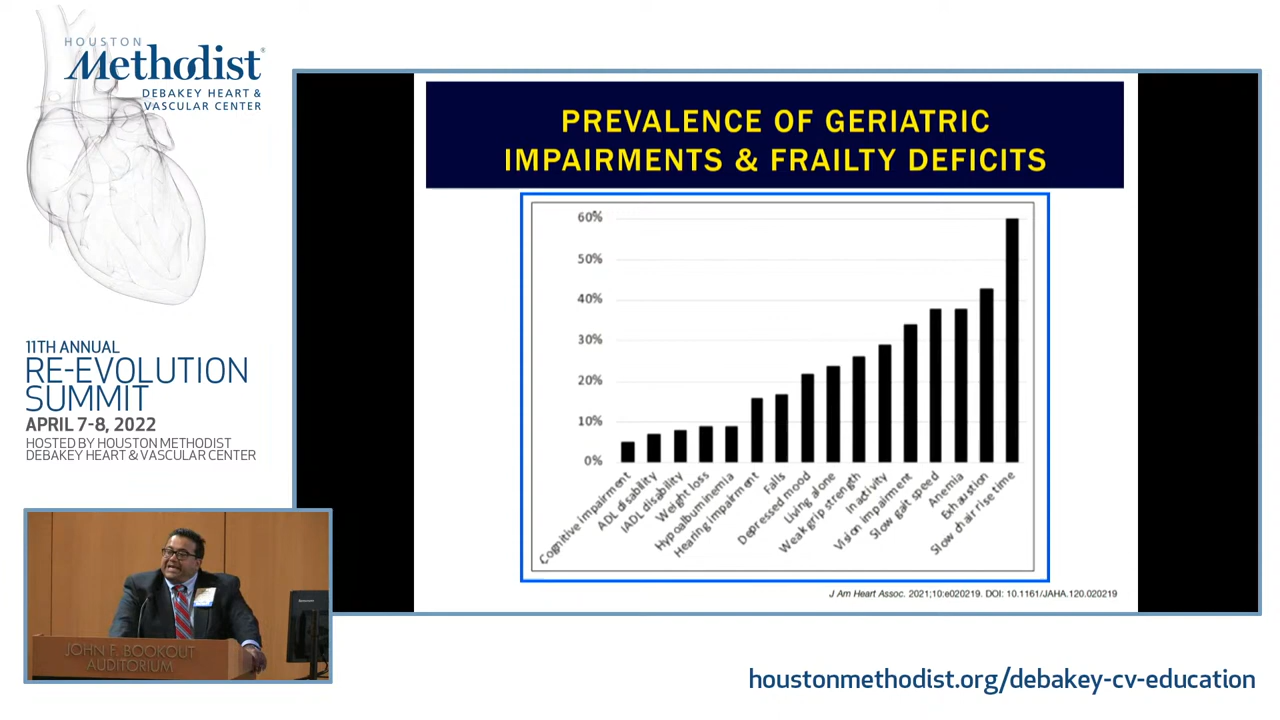 HOUSTON
Methodist®
DEBAKEY HEART &
VASCULAR CENTER
11TH ANNUAL
RE-EVOLUTION
SUMMIT
APRIL 7-8, 2022
HOSTED BY HOUSTON METHODIST
DEBAKEY HEART & VASCULAR CENTER
PREVALENCE OF GERIATRIC
IMPAIRMENTS & FRAILTY DEFICITS
60%
50%
40%
30%
20%
10%
0%
Cognitive impairment
ADL disability
IADL disability
Weight loss
Hypoalbuminemia
Hearing impairment
Falls
Depressed mood
Living alone
Weak grip strength
Inactivity
Vision impairment
Slow gait speed
Anemia
Exhaustion
Slow chair rise time
J Am Heart Assoc. 2021;10:e020219. DOI: 10.1161/JAHA.120.020219
JOHN F. BOOKOUT
AUDITORIUM
houstonmethodist.org/debakey-cv-education